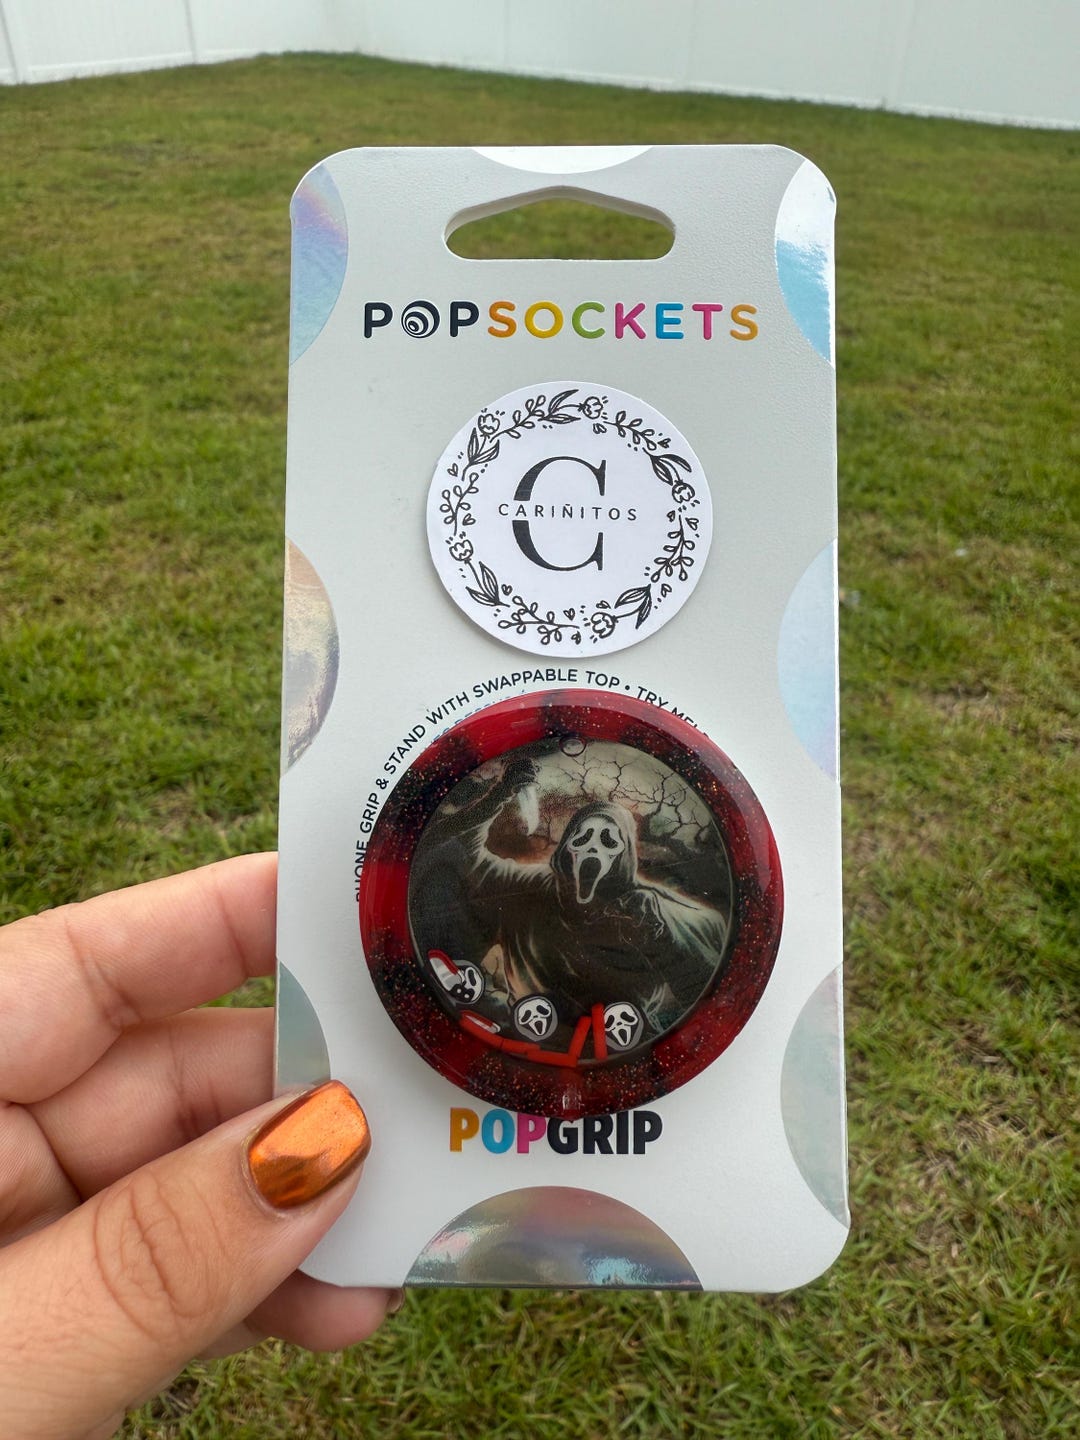 POPSOCKETS
C
CARIÑITOS
PHONE GRIP & STAND WITH SWAPPABLE TOP • TRY ME!
POPGRIP